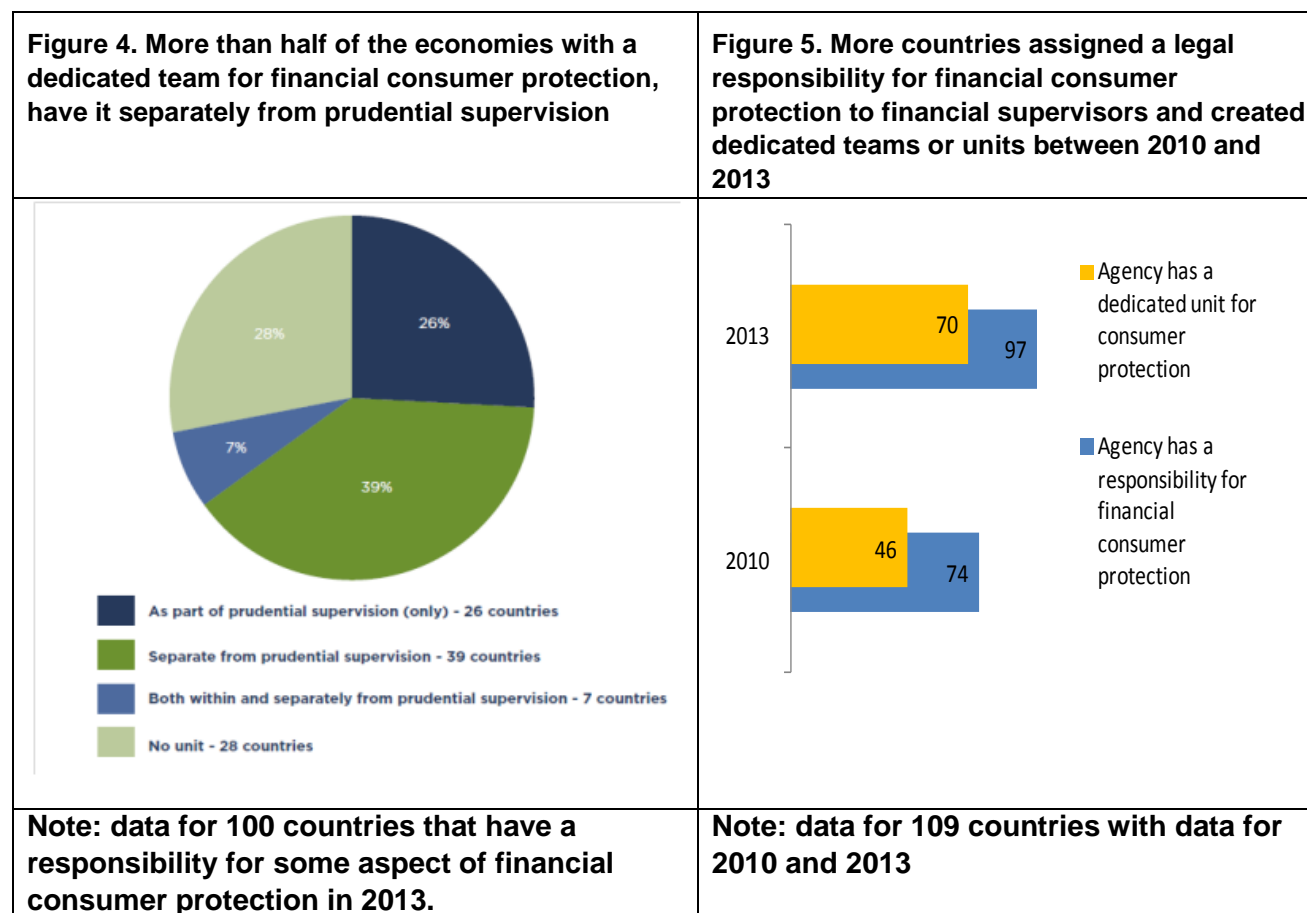 Figure 4. More than half of the economies with a
dedicated team for financial consumer protection,
have it separately from prudential supervision
Figure 5. More countries assigned a legal
responsibility for financial consumer
protection to financial supervisors and created
dedicated teams or units between 2010 and
2013
26%
28%
7%
39%
As part of prudential supervision (only) - 26 countries
Separate from prudential supervision - 39 countries
Both within and separately from prudential supervision - 7 countries
No unit - 28 countries
2013
70
97
2010
46
74
Agency has a
dedicated unit for
consumer
protection
Agency has a
responsibility for
financial
consumer
protection
Note: data for 100 countries that have a
responsibility for some aspect of financial
consumer protection in 2013.
Note: data for 109 countries with data for
2010 and 2013